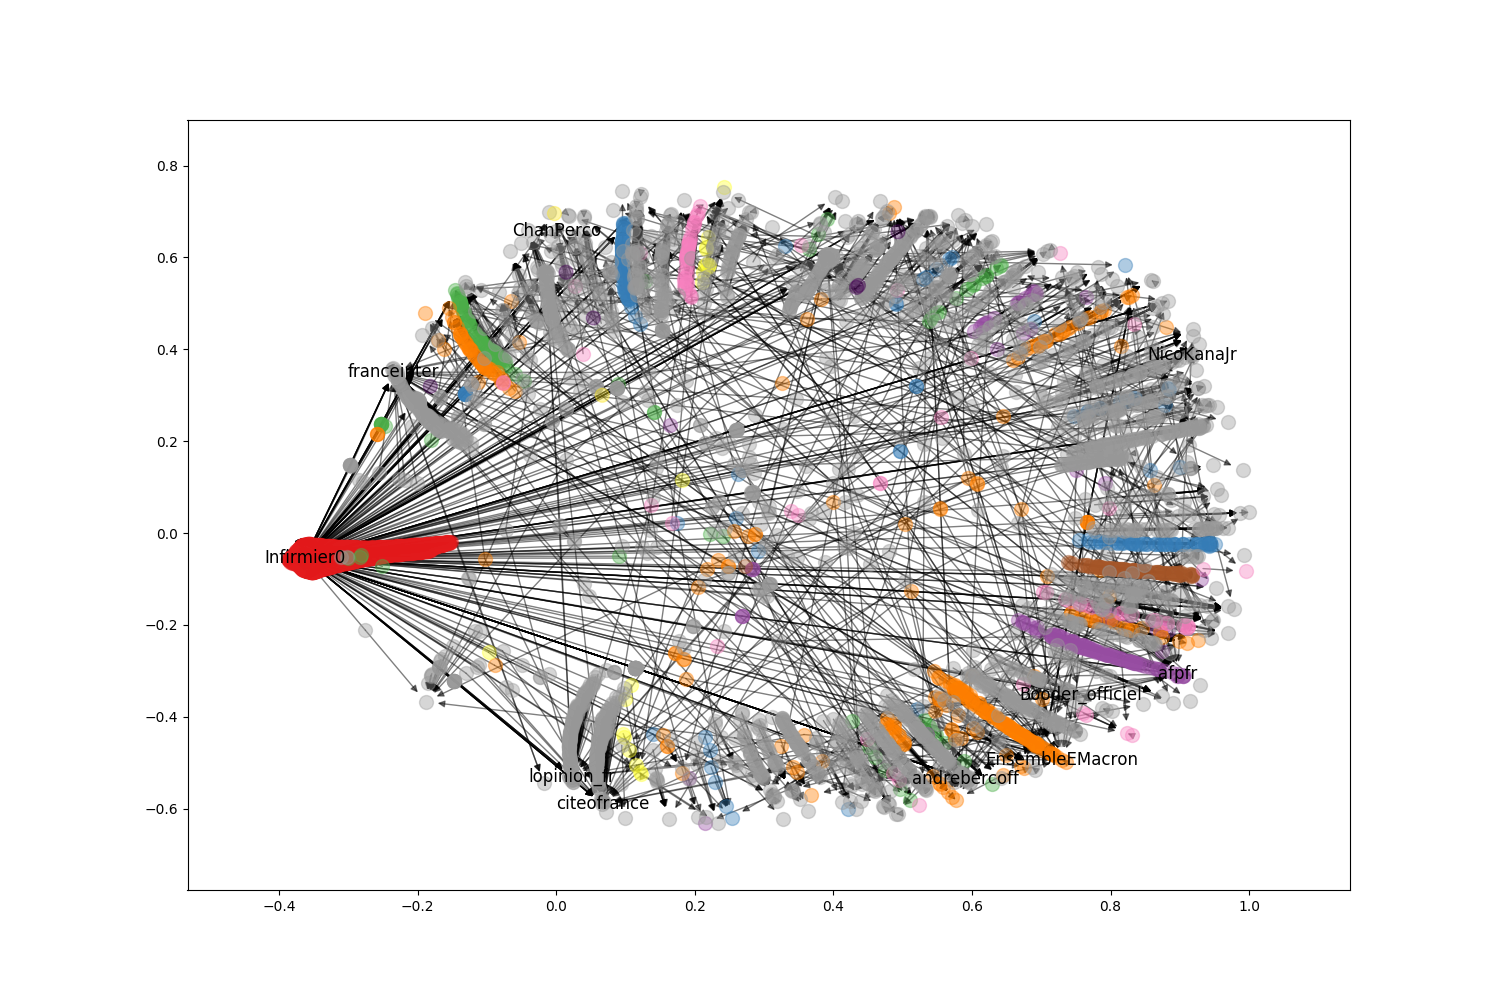 0.8
0.6
0.4
0.2
0.0
−0.2
−0.4
−0.6
ChanPerco
NicoKanaJr
franceinter
Infirmier0
afpfr
Booder_officiel
EnsembleEMacron
andrebercoff
lopinion_fr
citeofrance
−0.4
−0.2
0.0
0.2
0.4
0.6
0.8
1.0